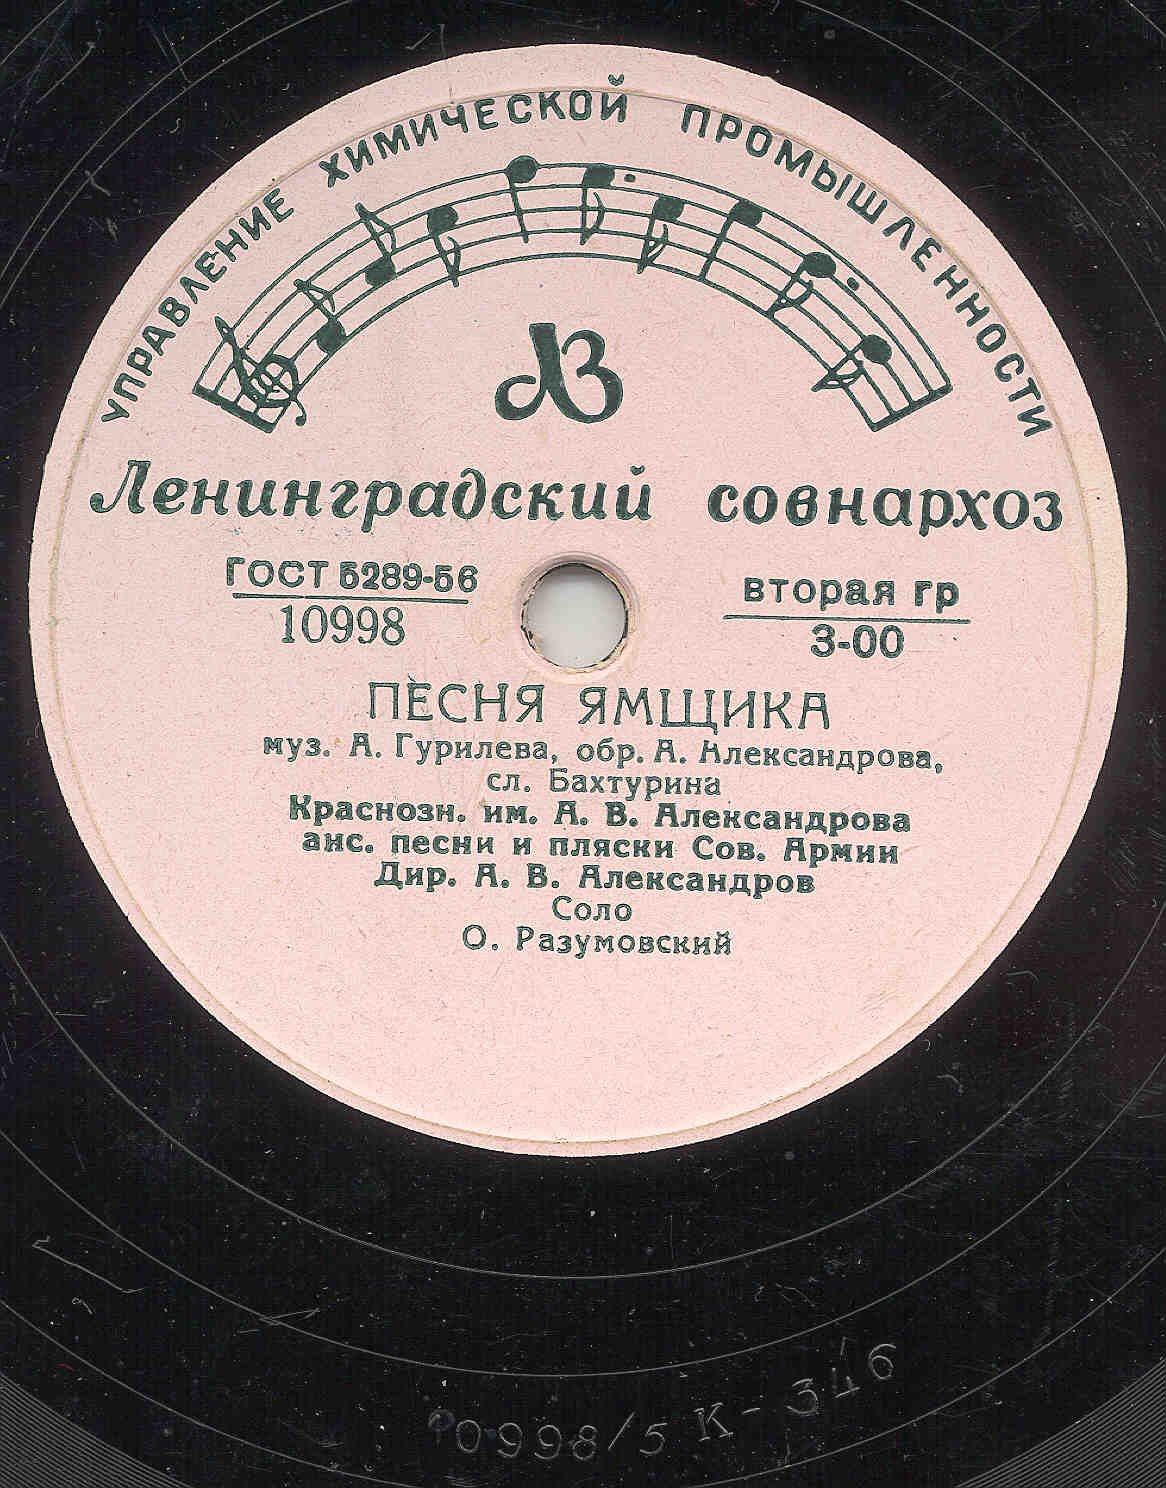 УПРАВЛЕНИЕ ХИМИЧЕСКОЙ ПРОМЫШЛЕННОСТИ
ЛЗ
Ленинградский совнархоз
ГОСТ 5289-56
10998
вторая гр
3-00
ПЕСНЯ ЯМЩИКА
муз. А. Гурилева, обр. А. Александрова,
сл. Бахтурина
Краснозн. им. А. В. Александрова
анс. песни и пляски Сов. Армии
Дир. А. В. Александров
Соло
О. Разумовский
10998/5 К-346